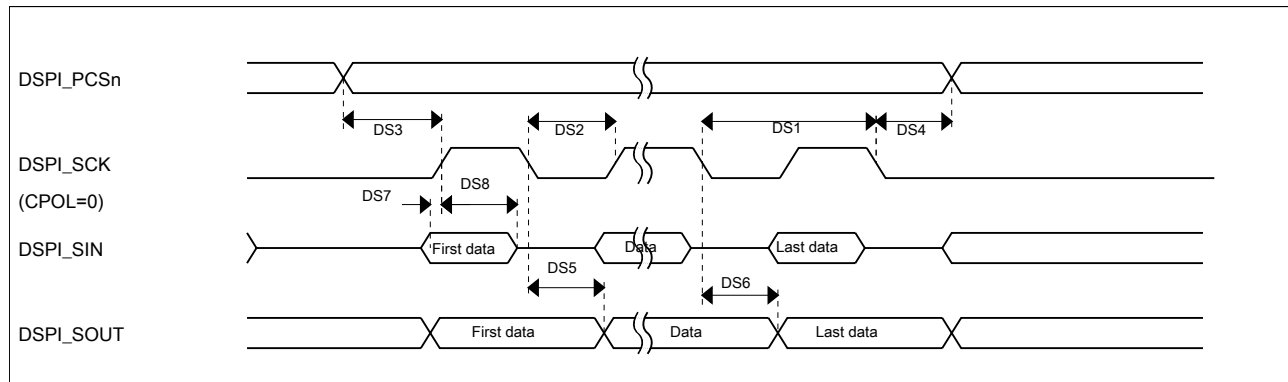 DSPI_PCSn
DS3
DS2
DS1
DS4
DSPI_SCK
(CPOL=0)
DS7
DS8
DSPI_SIN
First data
Data
Last data
DS5
DS6
DSPI_SOUT
First data
Data
Last data